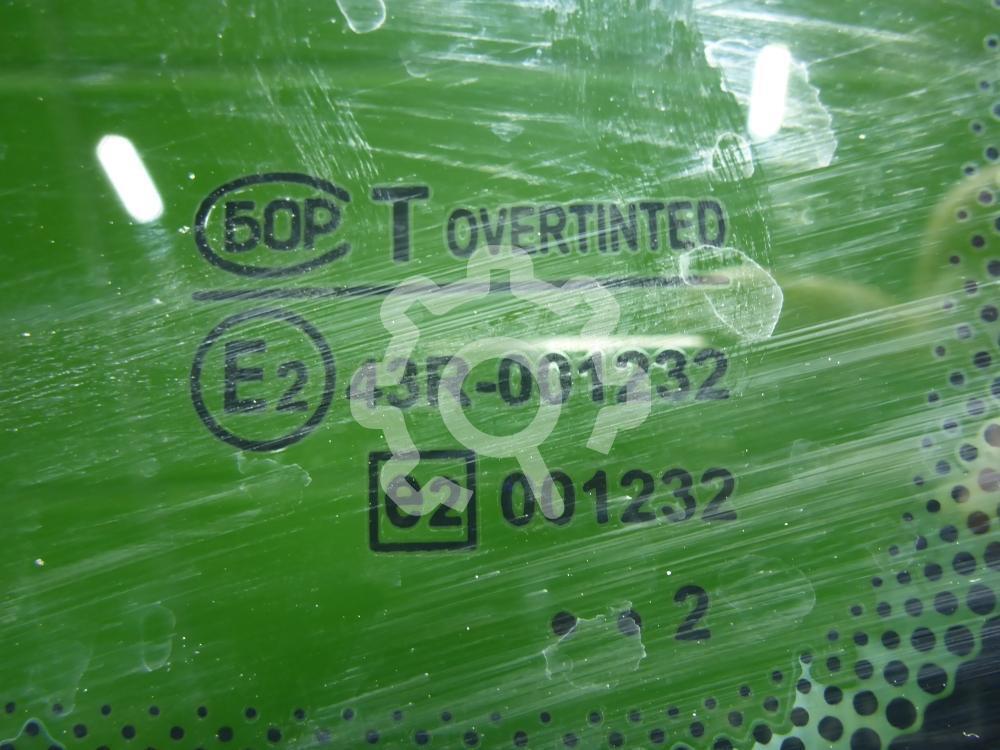 БОР T OVERTINTED
E2 43R-001232
e2 001232
. . 2